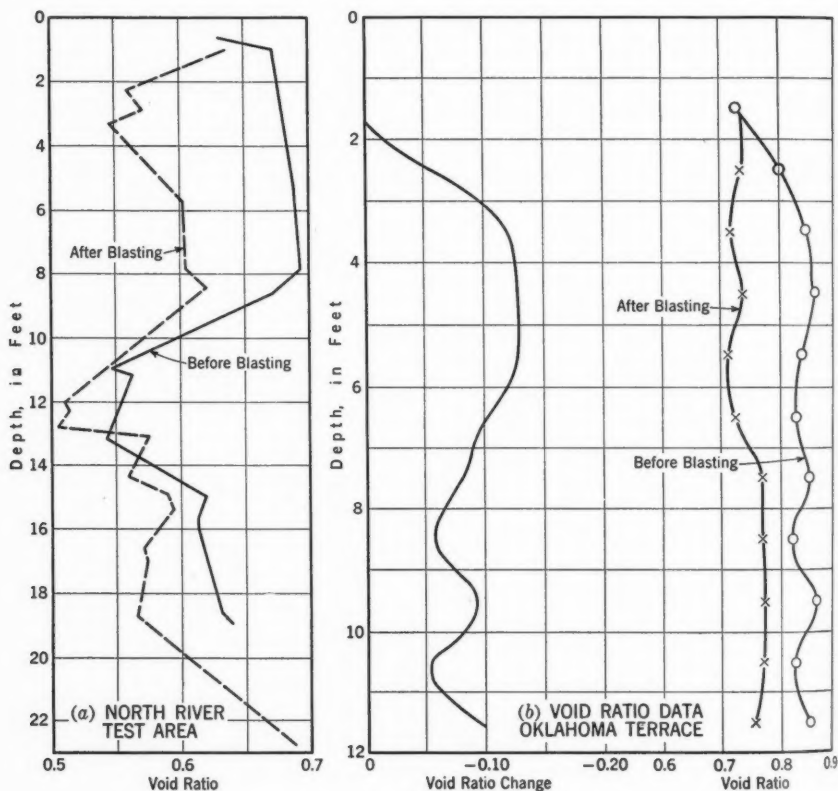 0
2
4
6
8
10
12
14
16
18
20
22
Depth, in Feet
After Blasting
Before Blasting
(a) NORTH RIVER
TEST AREA
0.5
0.6
0.7
Void Ratio
0
2
4
6
8
10
12
Depth, in Feet
After Blasting
Before Blasting
(b) VOID RATIO DATA
OKLAHOMA TERRACE
0
-0.10
-0.20
0.6
0.7
0.8
0.9
Void Ratio Change
Void Ratio